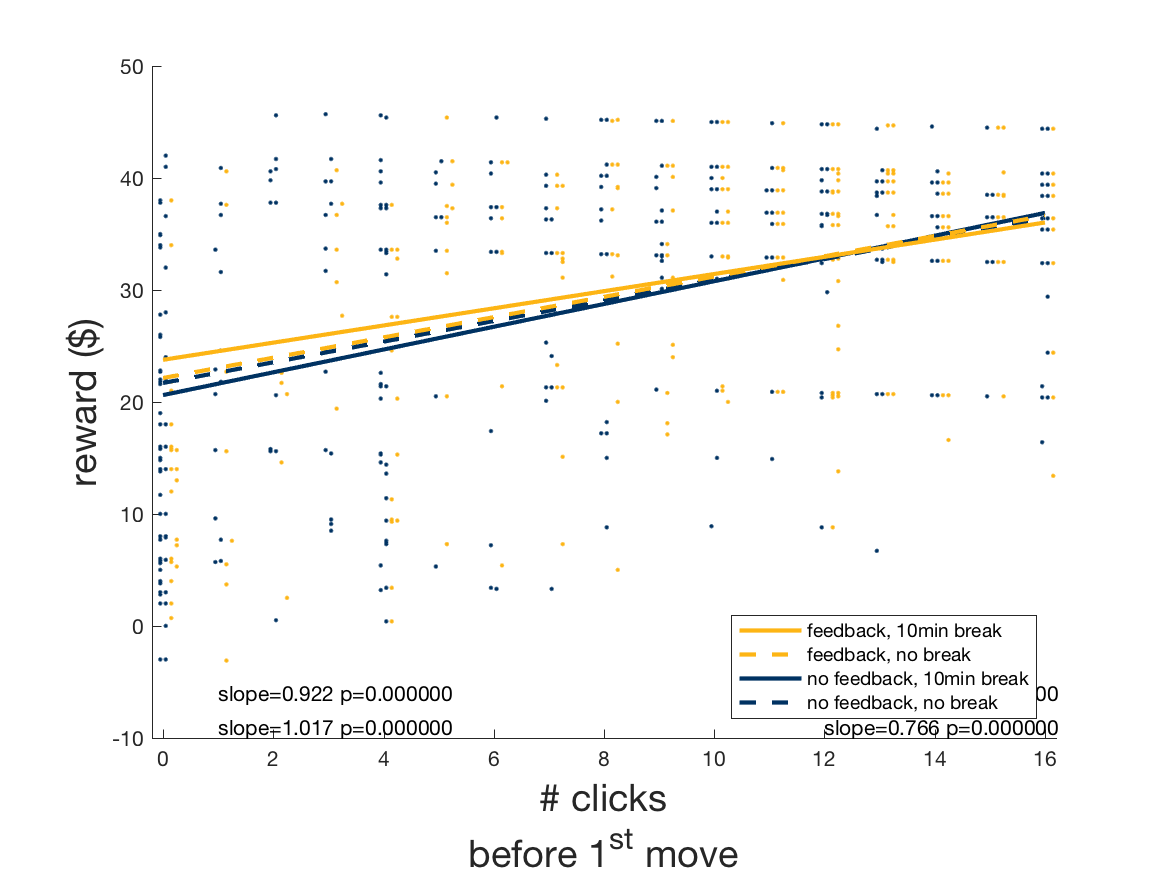 50
40
30
20
10
0
-10
reward ($)
feedback, 10min break
feedback, no break
no feedback, 10min break
no feedback, no break
slope=0.922 p=0.000000
00
slope=1.017 p=0.000000
slope=0.766 p=0.000000
0 2 4 6 8 10 12 14 16
# clicks
before 1st move